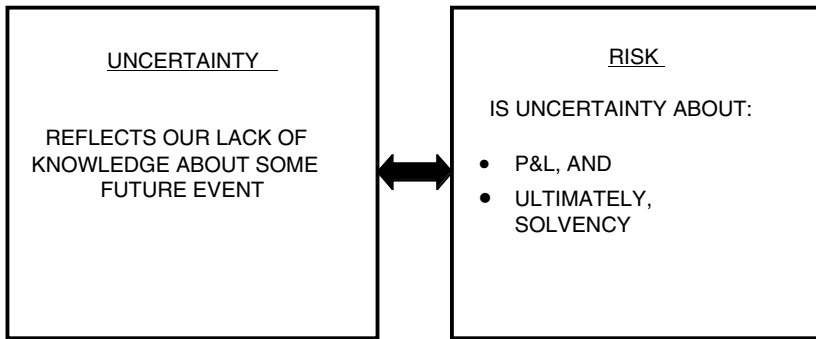 UNCERTAINTY
REFLECTS OUR LACK OF
KNOWLEDGE ABOUT SOME
FUTURE EVENT
RISK
IS UNCERTAINTY ABOUT:
• P&L, AND
• ULTIMATELY,
SOLVENCY